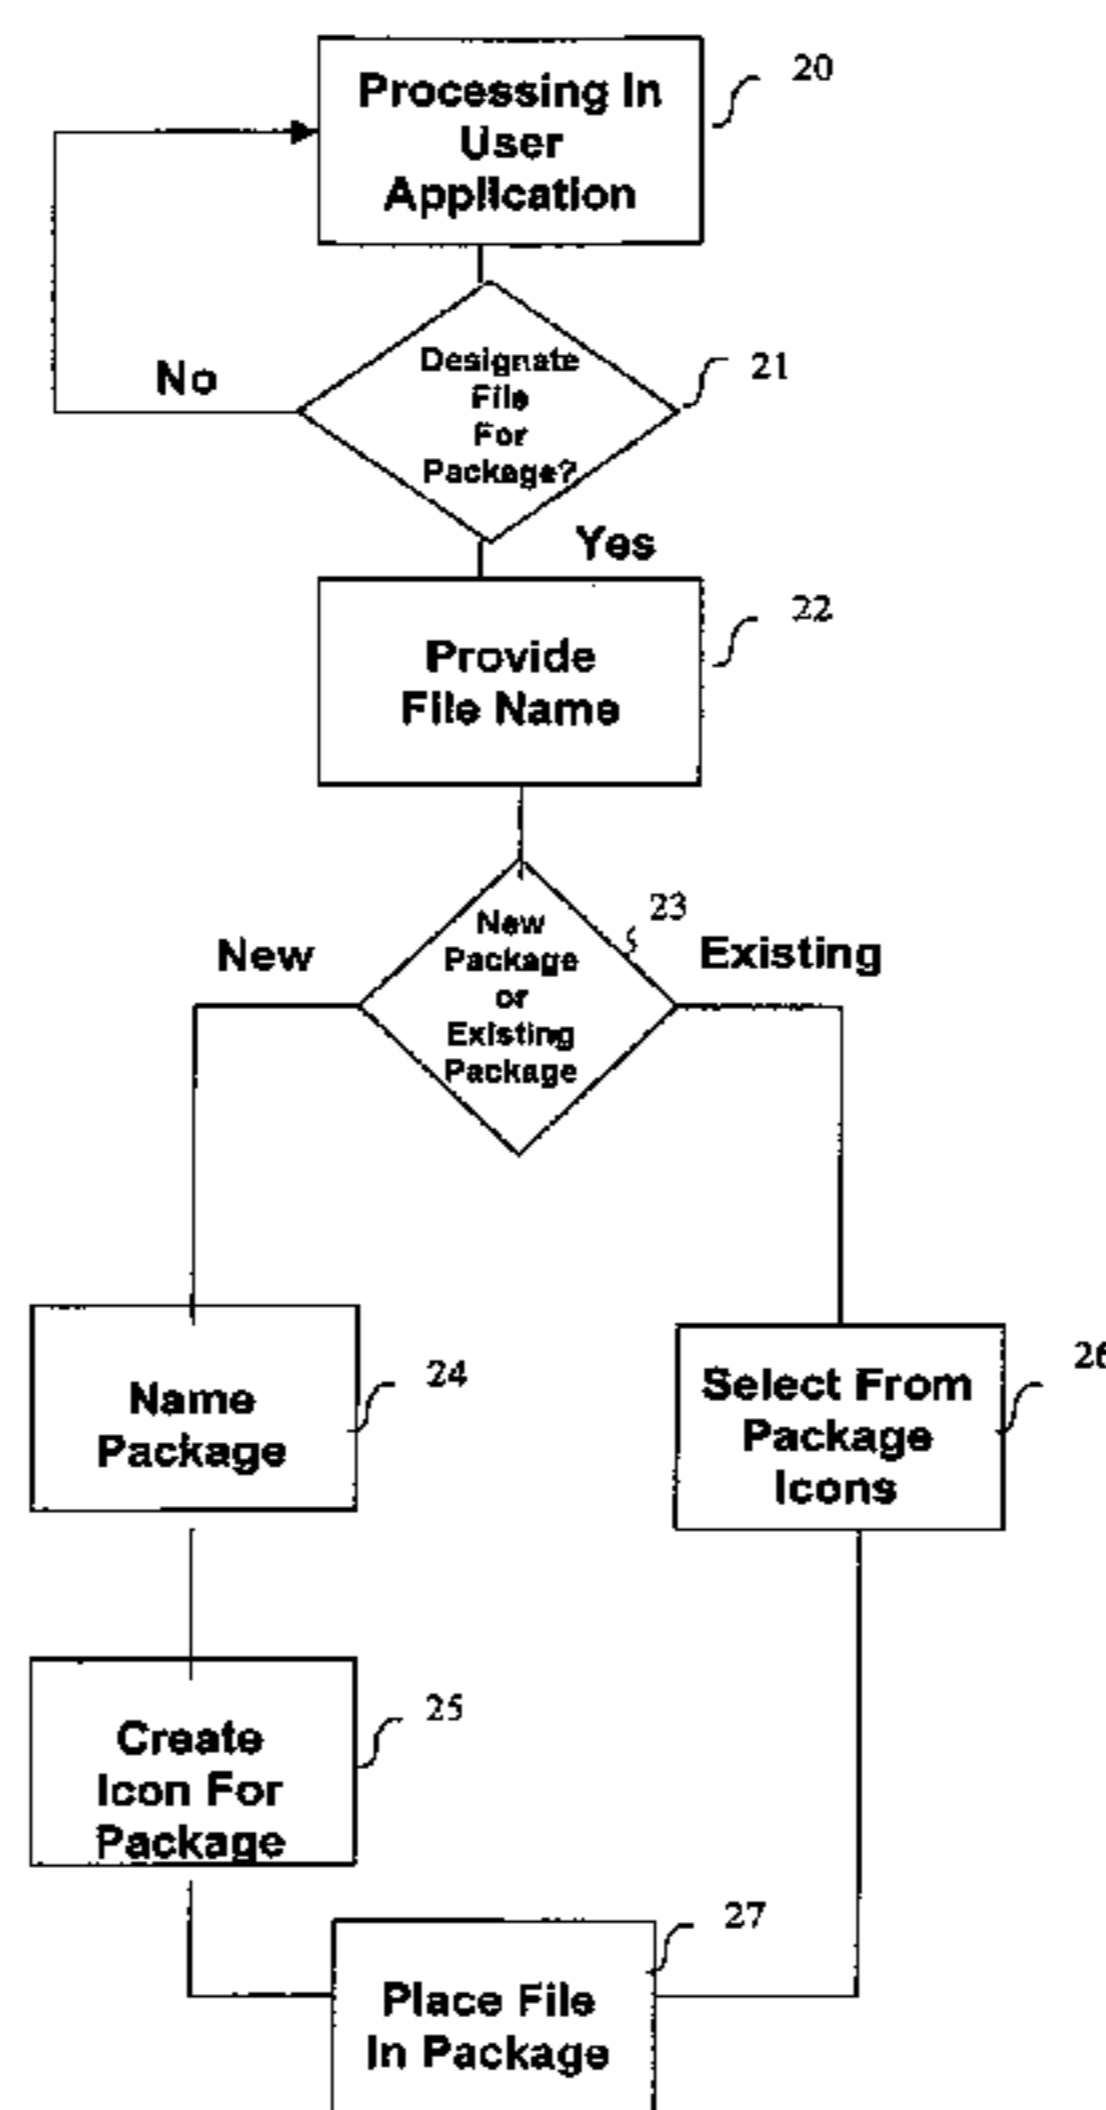 Processing In
User
Application
20
Designate
File
For
Package?
21
No
Yes
Provide
File Name
22
New
Package
or
Existing
Package
23
New
Existing
Name
Package
24
Select From
Package
Icons
26
Create
Icon For
Package
25
Place File
In Package
27